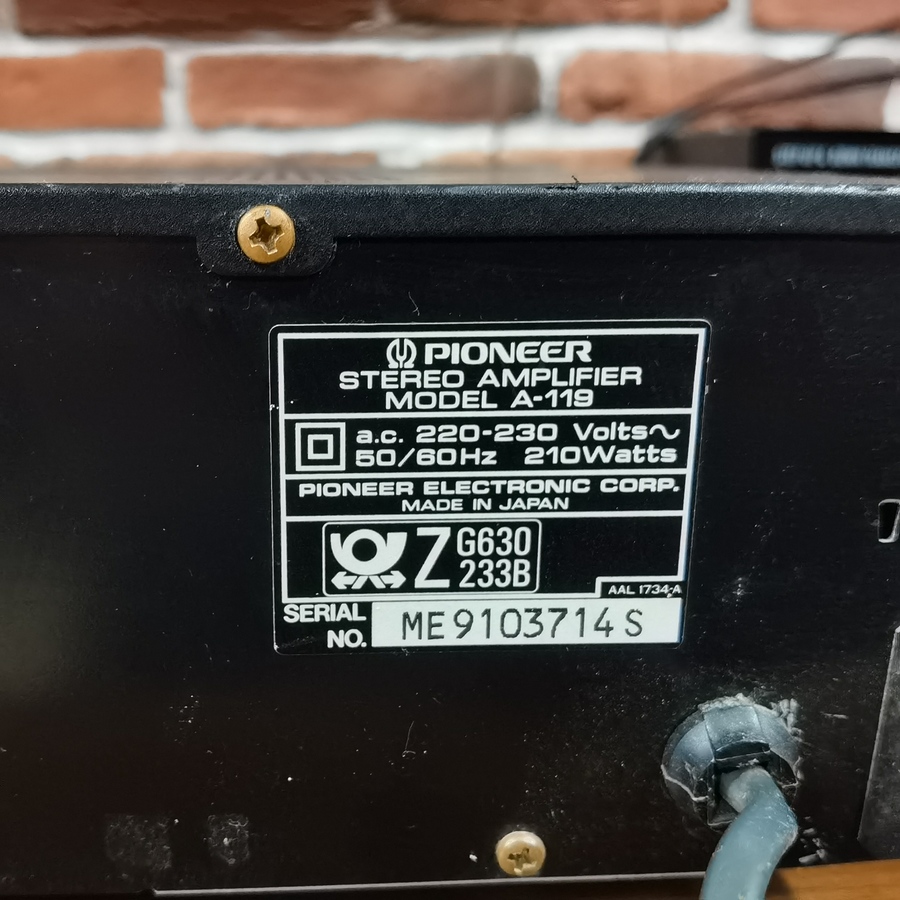 PIONEER
STEREO AMPLIFIER
MODEL A-119
a.c. 220-230 Volts~
50/60Hz 210Watts
PIONEER ELECTRONIC CORP.
MADE IN JAPAN
Z G630
233B
AAL 1734-A
SERIAL
NO. ME9103714S